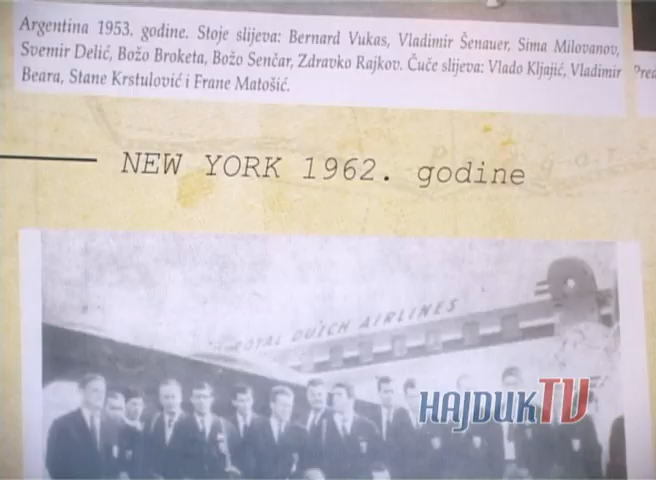 Argentina 1953. godine. Stoje slijeva: Bernard Vukas, Vladimir Šenauer, Sima Milovanov,
Svemir Delić, Božo Broketa, Božo Senčar, Zdravko Rajkov. Čuče slijeva: Vlado Kljajić, Vladimir
Beara, Stane Krstulović i Frane Matošić.
Pred
NEW YORK 1962. godine
ROYAL DUTCH AIRLINES
HAJDUKTV